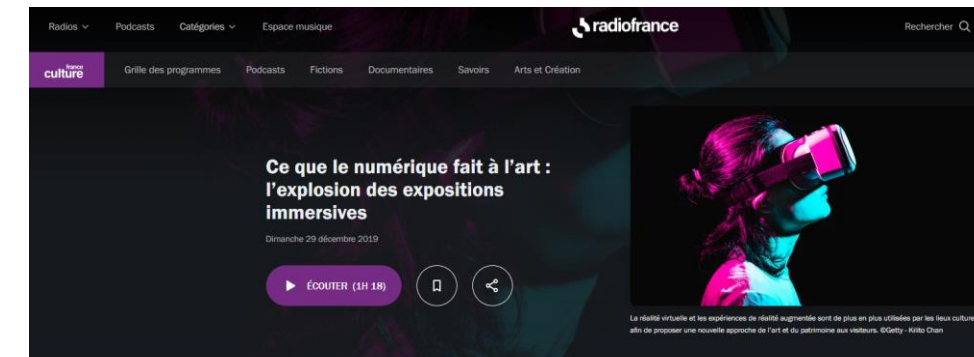 Radios Podcasts Catégories Espace musique radiofrance Rechercher
france
culture Grille des programmes Podcasts Fictions Documentaires Savoirs Arts et Création
Ce que le numérique fait à l'art :
l'explosion des expositions
immersives
Dimanche 29 décembre 2019
ÉCOUTER (1H 18)
La réalité virtuelle et les expériences de réalité augmentée sont de plus en plus utilisées par les lieux culture
afin de proposer une nouvelle approche de l'art et du patrimoine aux visiteurs. ©Getty - Kilito Chan